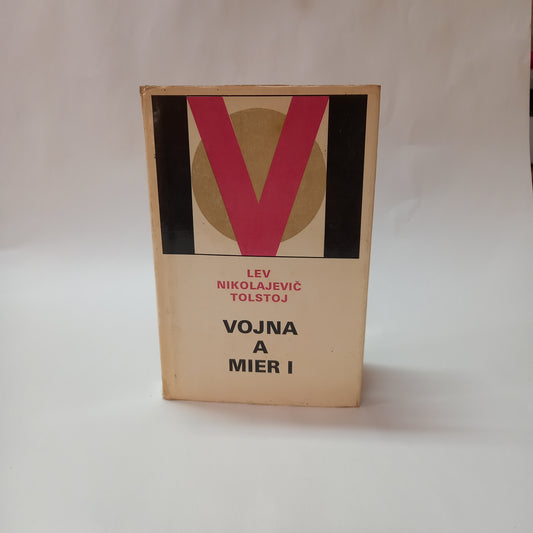 LEV
NIKOLAJEVIČ
TOLSTOJ
VOJNA
A
MIER I